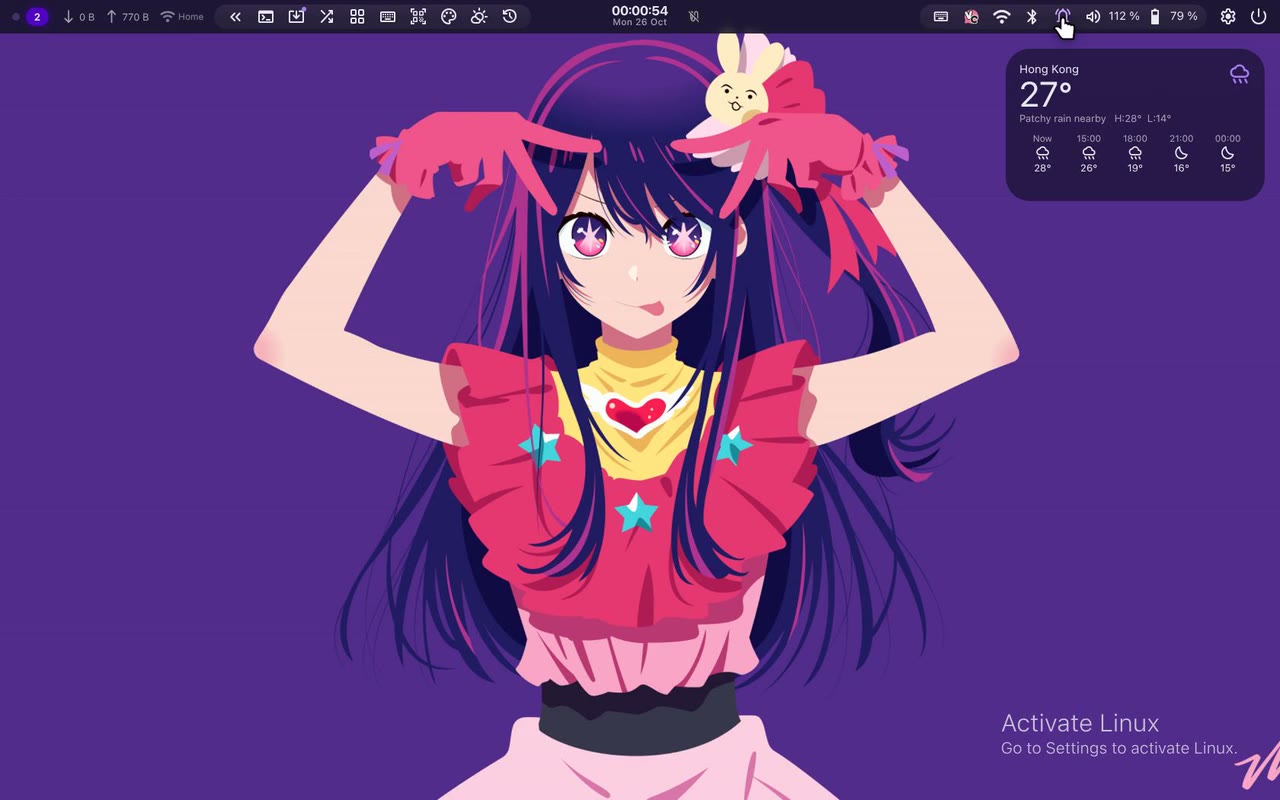 2 0 B 770 B Home
00:00:54
Mon 26 Oct
112 % 79 %
Hong Kong
27°
Patchy rain nearby H:28° L:14°
Now 15:00 18:00 21:00 00:00
28° 26° 19° 16° 15°
Activate Linux
Go to Settings to activate Linux.